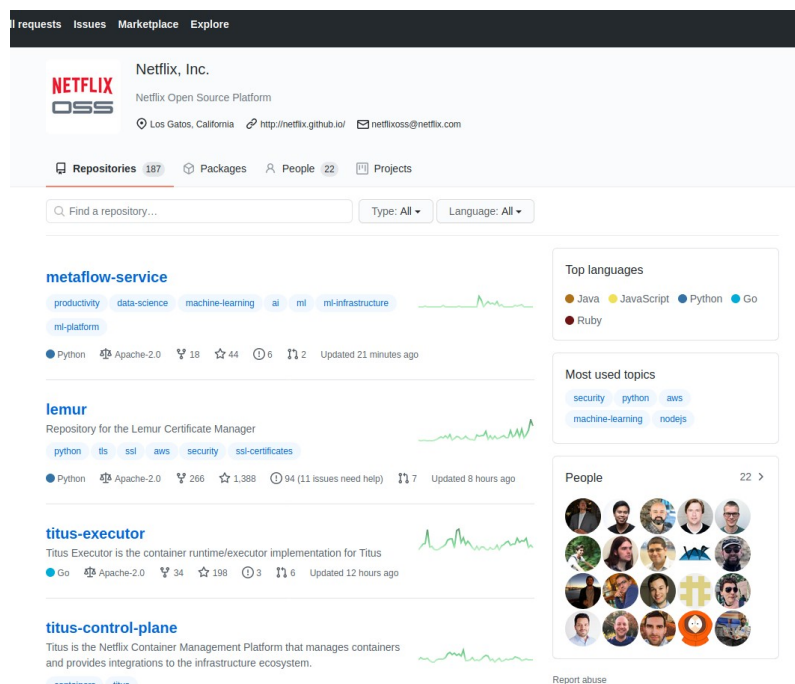 ll requests Issues Marketplace Explore
NETFLIX
OSS
Netflix, Inc.
Netflix Open Source Platform
Los Gatos, California http://netflix.github.io/ netflixoss@netflix.com
Repositories 187 Packages People 22 Projects
Find a repository… Type: All Language: All
metaflow-service
productivity data-science machine-learning ai ml ml-infrastructure
ml-platform
Python Apache-2.0 18 44 6 2 Updated 21 minutes ago
lemur
Repository for the Lemur Certificate Manager
python tls ssl aws security ssl-certificates
Python Apache-2.0 266 1,388 94 (11 issues need help) 7 Updated 8 hours ago
titus-executor
Titus Executor is the container runtime/executor implementation for Titus
Go Apache-2.0 34 198 3 6 Updated 12 hours ago
titus-control-plane
Titus is the Netflix Container Management Platform that manages containers
and provides integrations to the infrastructure ecosystem.
containers titus
Top languages
Java JavaScript Python Go
Ruby
Most used topics
security python aws
machine-learning nodejs
People 22
Report abuse